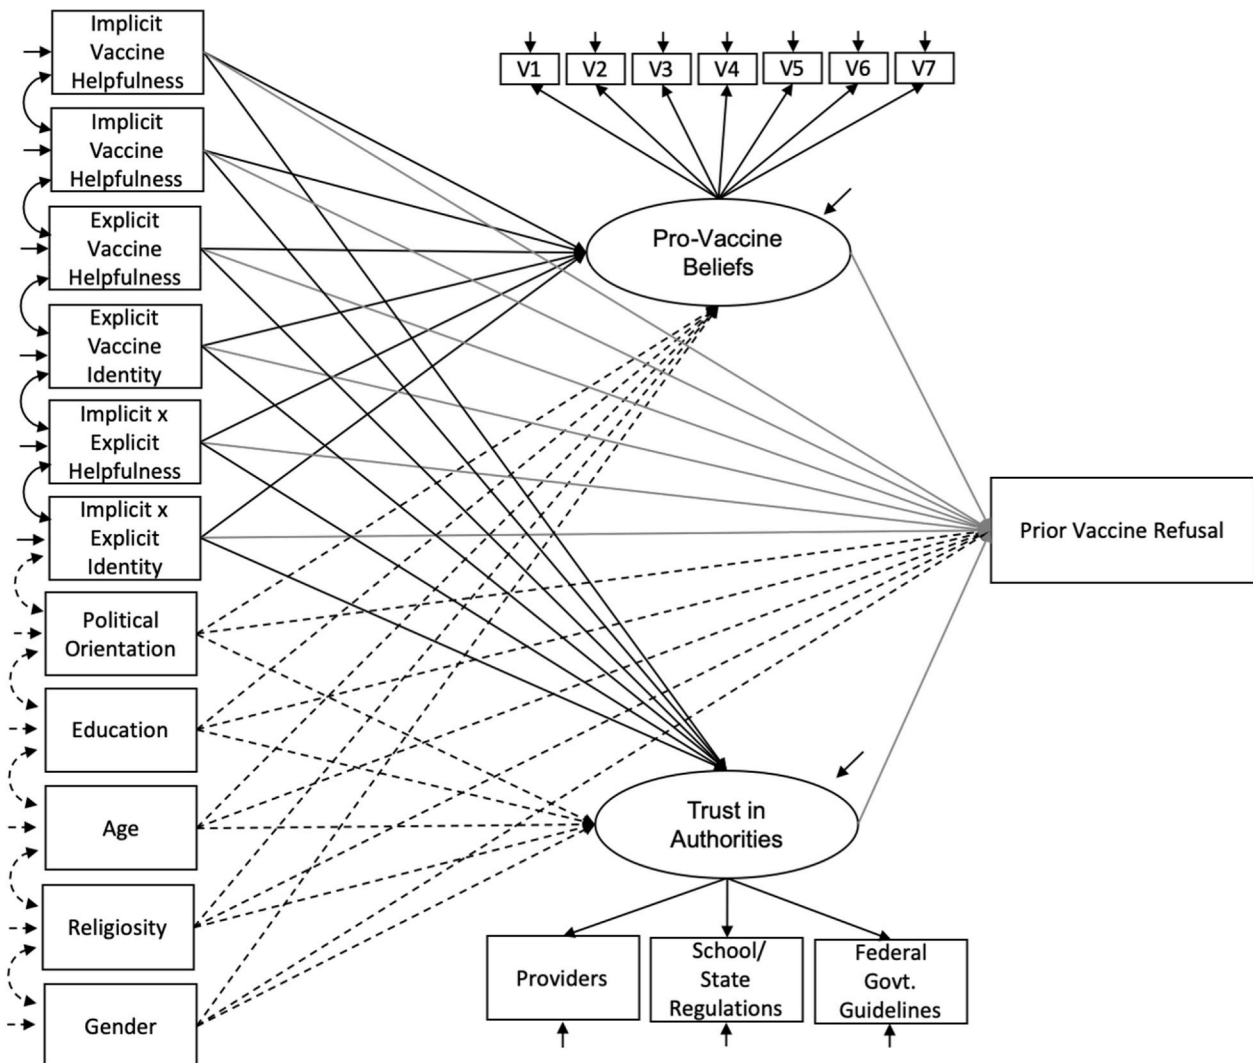 Implicit
Vaccine
Helpfulness
Implicit
Vaccine
Helpfulness
Explicit
Vaccine
Helpfulness
Explicit
Vaccine
Identity
Implicit x
Explicit
Helpfulness
Implicit x
Explicit
Identity
Political
Orientation
Education
Age
Religiosity
Gender
V1 V2 V3 V4 V5 V6 V7
Pro-Vaccine
Beliefs
Prior Vaccine Refusal
Trust in
Authorities
Providers
School/
State
Regulations
Federal
Govt.
Guidelines